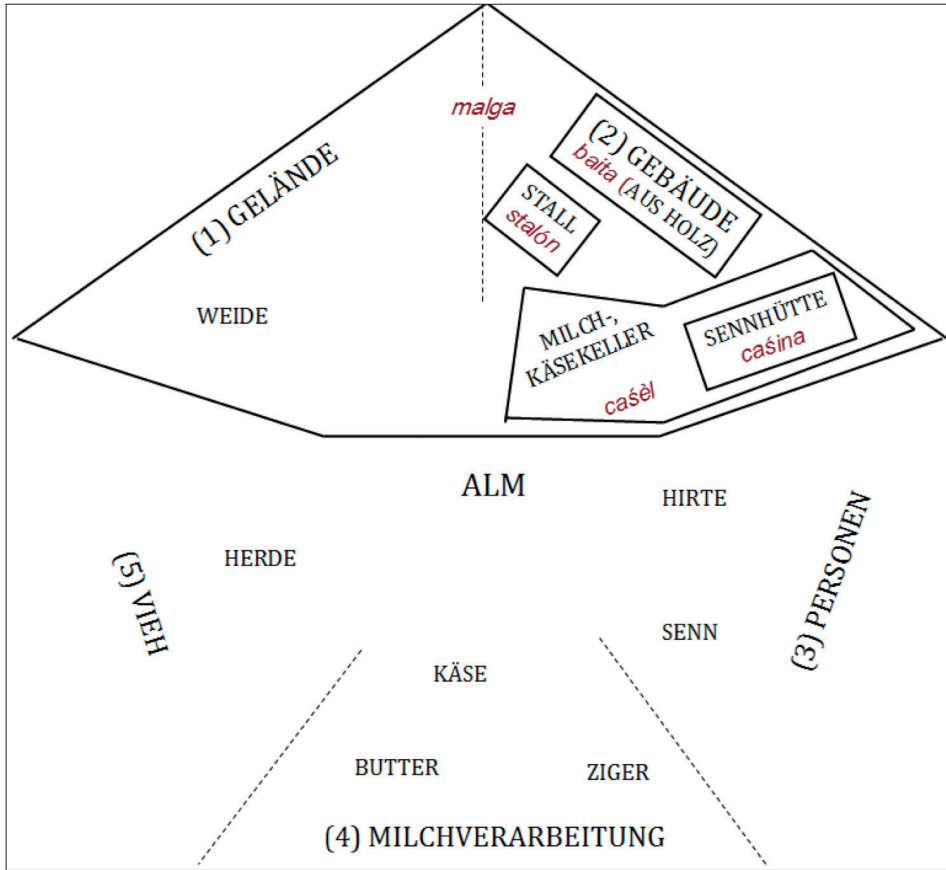 malga
(1) GELÄNDE
(2) GEBÄUDE
baita (AUS HOLZ)
STALL
stalón
WEIDE
MILCH-,
KÄSEKELLER
caśèl
SENNHÜTTE
caśina
ALM
HIRTE
HERDE
(5) VIEH
(3) PERSONEN
SENN
KÄSE
BUTTER
ZIGER
(4) MILCHVERARBEITUNG